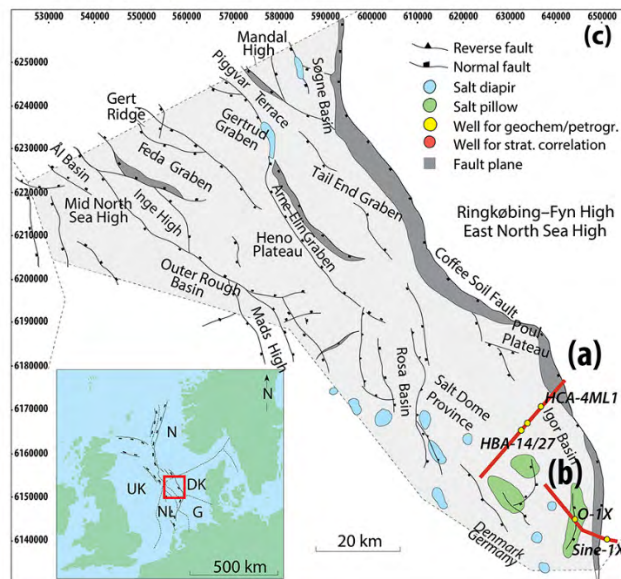 520000 530000 540000 550000 560000 570000 580000 590000 600000 610000 620000 630000 640000 650000
(c)
6250000
6240000
6230000
6220000
6210000
6200000
6190000
6180000
6170000
6160000
6150000
6140000
Mandal
High
Søgne Basin
Piggvar Terrace
Gert
Ridge
Gertrud
Graben
Feda Graben
Al Basin
Mid North
Sea High
Inge High
Tail End Graben
Arne-Elin Graben
Heno
Plateau
Outer Rough
Basin
Mads High
Coffee Soil Fault
Poul
Plateau
Rosa Basin
Salt Dome
Province
Igor Basin
Reverse fault
Normal fault
Salt diapir
Salt pillow
Well for geochem/petrogr.
Well for strat. correlation
Fault plane
Ringkøbing–Fyn High
East North Sea High
(a)
HCA-4ML1
HBA-14/27
(b)
O-1X
Sine-1X
Denmark
Germany
20 km
N
N
UK
DK
NL
G
500 km